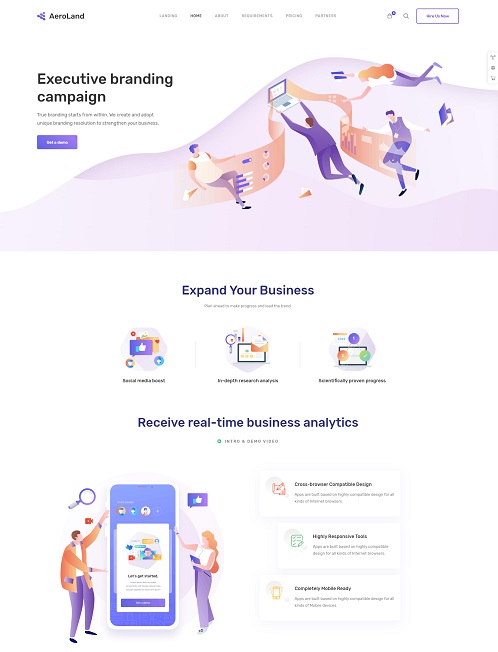 AeroLand
LANDING HOME ABOUT REQUIREMENTS PRICING PARTNERS
Hire Us Now
Executive branding
campaign
True branding starts from within. We create and adopt
unique branding resolution to strengthen your business.
Get a demo
Expand Your Business
Plan ahead to make progress and lead the trend.
Social media boost
In-depth research analysis
Scientifically proven progress
Receive real-time business analytics
INTRO & DEMO VIDEO
Cross-browser Compatible Design
Apps are built based on highly compatible design for all
kinds of Internet browsers.
Highly Responsive Tools
Apps are built based on highly compatible
design for all kinds of Internet browsers.
Let's get started.
Completely Mobile Ready
Apps are built based on highly compatible design for all
kinds of Mobile devices.